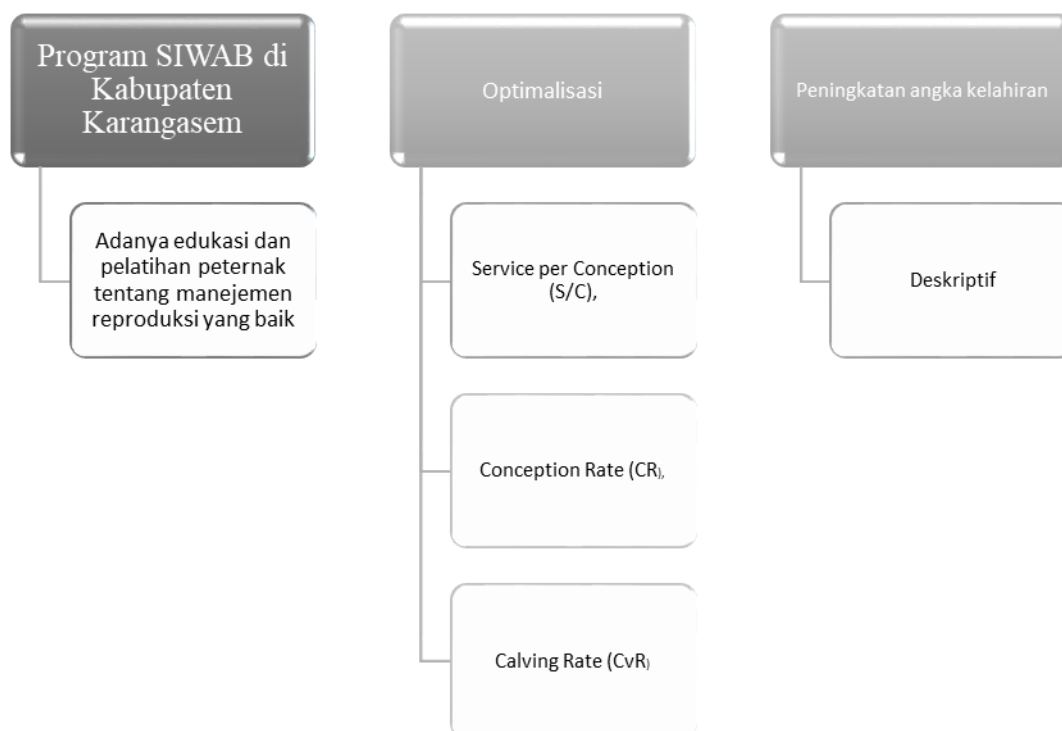 Program SIWAB di
Kabupaten
Karangasem
Adanya edukasi dan
pelatihan peternak
tentang manejemen
reproduksi yang baik
Optimalisasi
Service per Conception
(S/C),
Conception Rate (CR),
Calving Rate (CvR)
Peningkatan angka kelahiran
Deskriptif